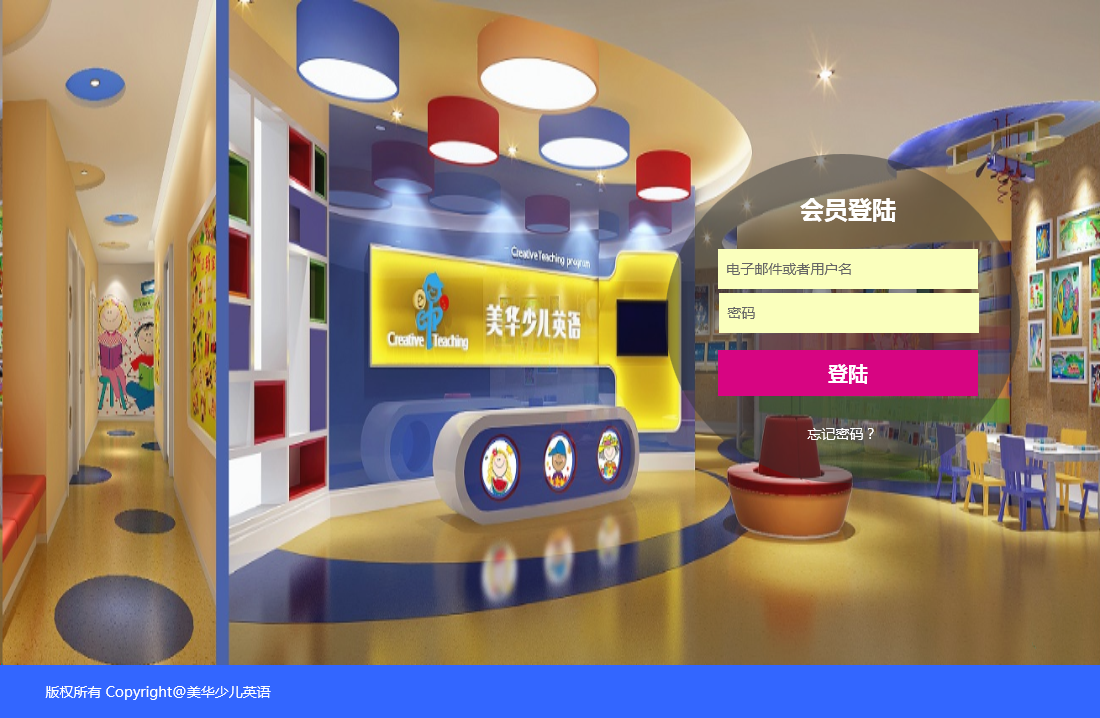 Creative Teaching program
美华少儿英语
Creative Teaching
会员登陆
电子邮件或者用户名
密码
登陆
忘记密码？
版权所有 Copyright@美华少儿英语